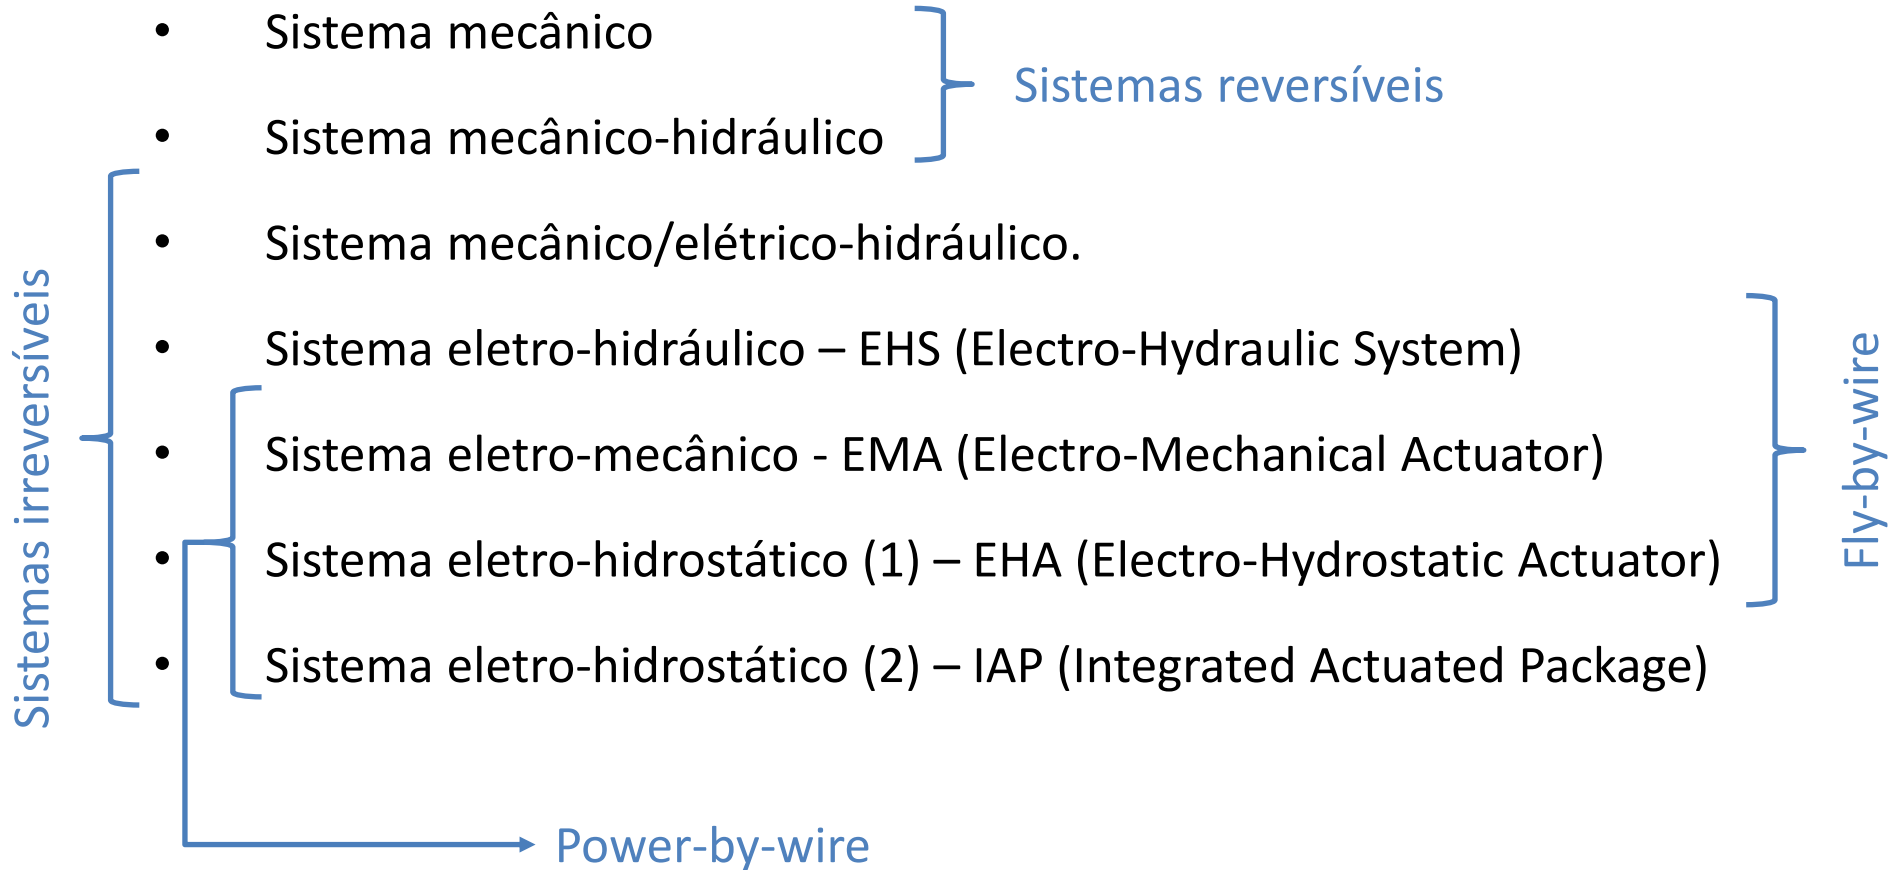 • Sistema mecânico
Sistemas reversíveis
• Sistema mecânico-hidráulico
• Sistema mecânico/elétrico-hidráulico.
• Sistema eletro-hidráulico – EHS (Electro-Hydraulic System)
• Sistema eletro-mecânico - EMA (Electro-Mechanical Actuator)
• Sistema eletro-hidrostático (1) – EHA (Electro-Hydrostatic Actuator)
• Sistema eletro-hidrostático (2) – IAP (Integrated Actuated Package)
Sistemas irreversíveis
Fly-by-wire
Power-by-wire